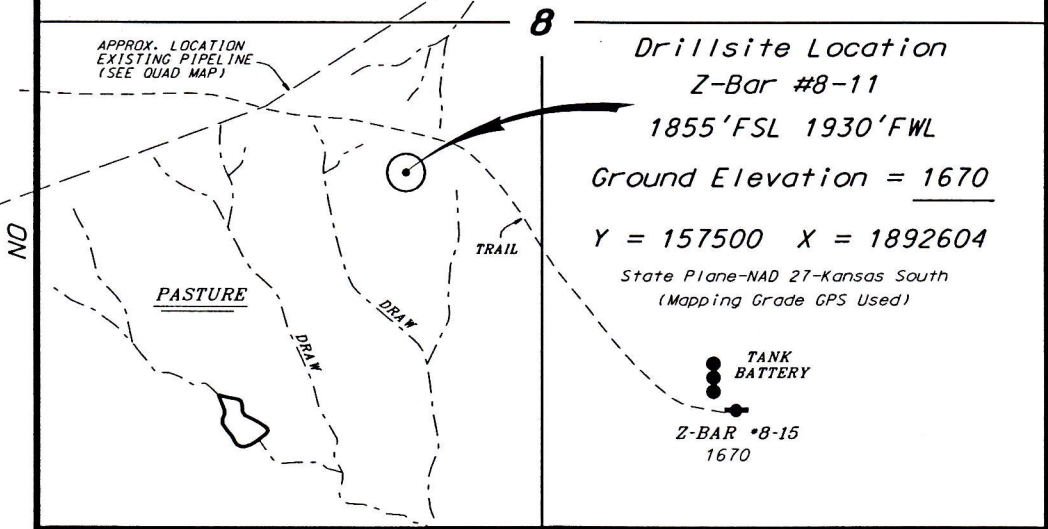 8
APPROX. LOCATION
EXISTING PIPELINE
(SEE QUAD MAP)
Drillsite Location
Z-Bar #8-11
1855'FSL 1930'FWL
Ground Elevation = 1670
Y = 157500 X = 1892604
State Plane-NAD 27-Kansas South
(Mapping Grade GPS Used)
NO
TRAIL
PASTURE
DRAW
DRAW
TANK
BATTERY
Z-BAR #8-15
1670